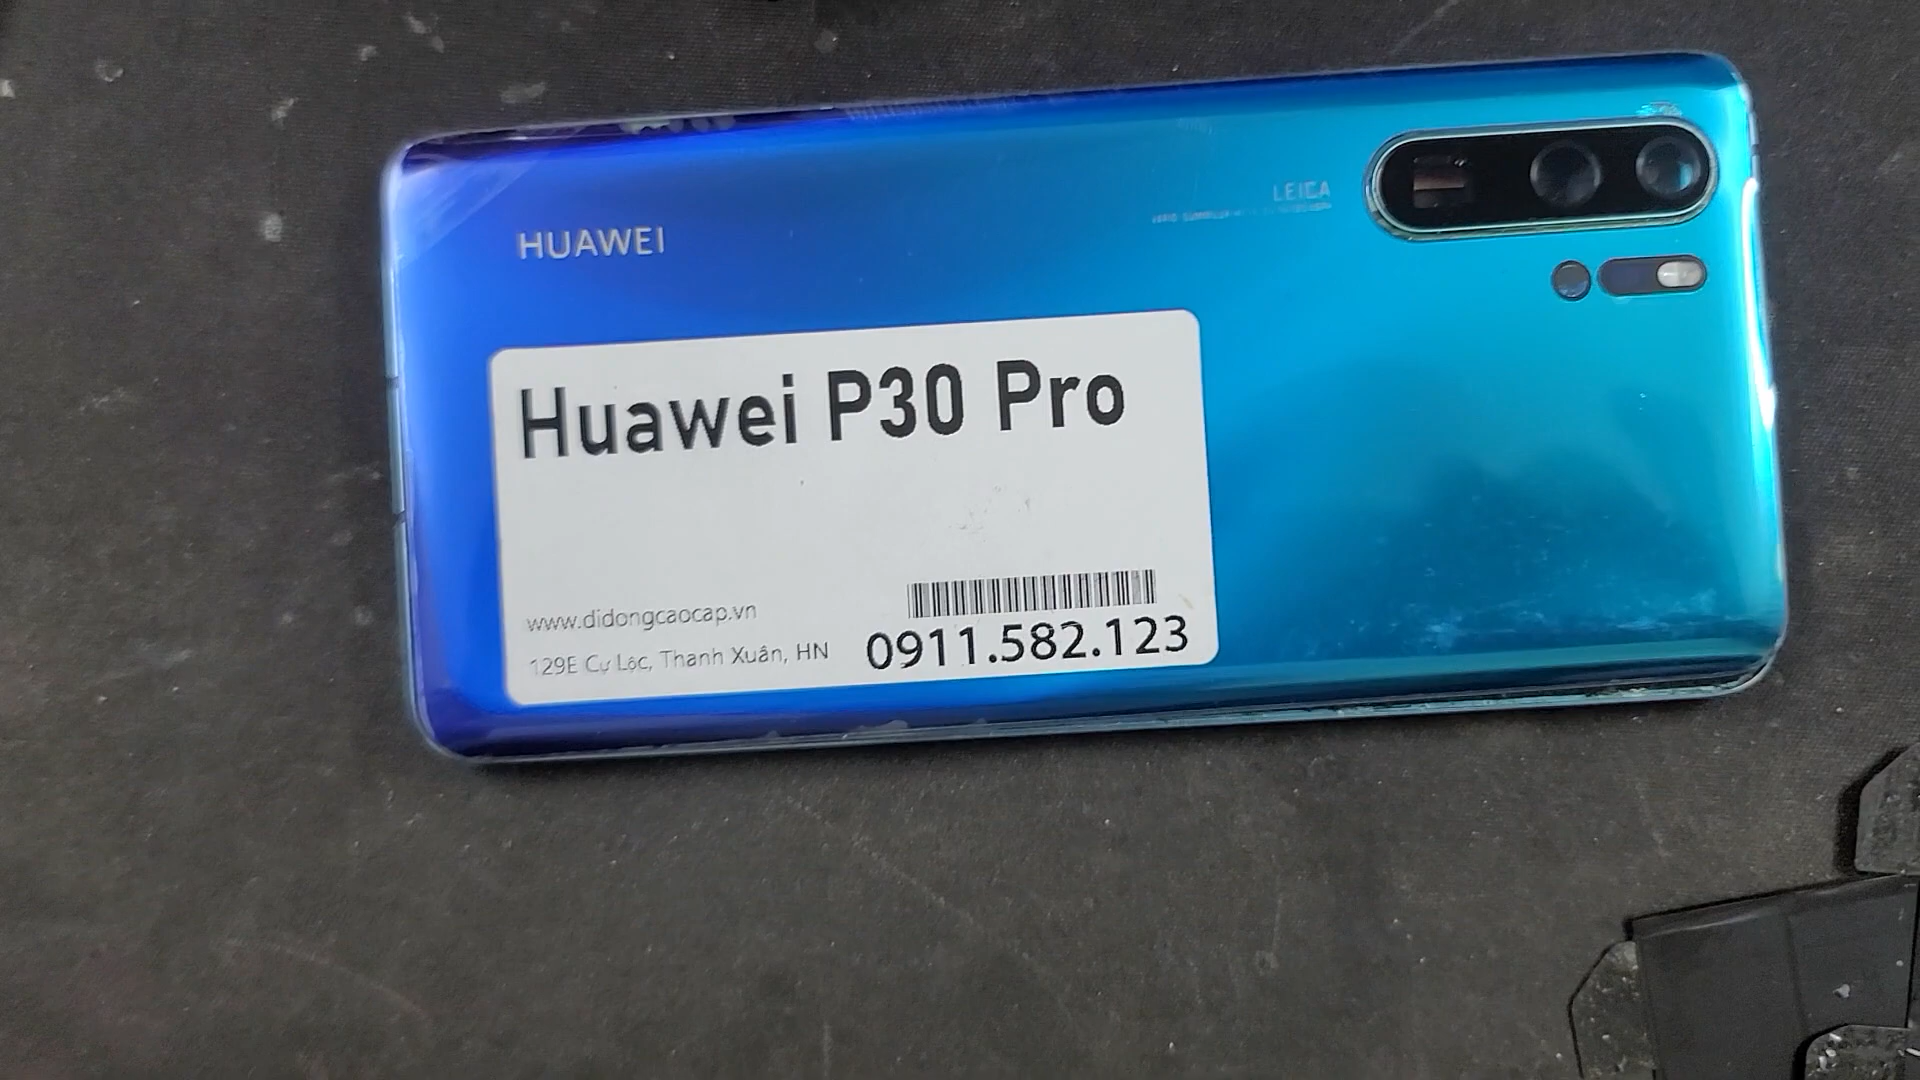 LEICA
HUAWEI
Huawei P30 Pro
www.didongcaocap.vn
129E Cự Lộc, Thanh Xuân, HN
0911.582.123